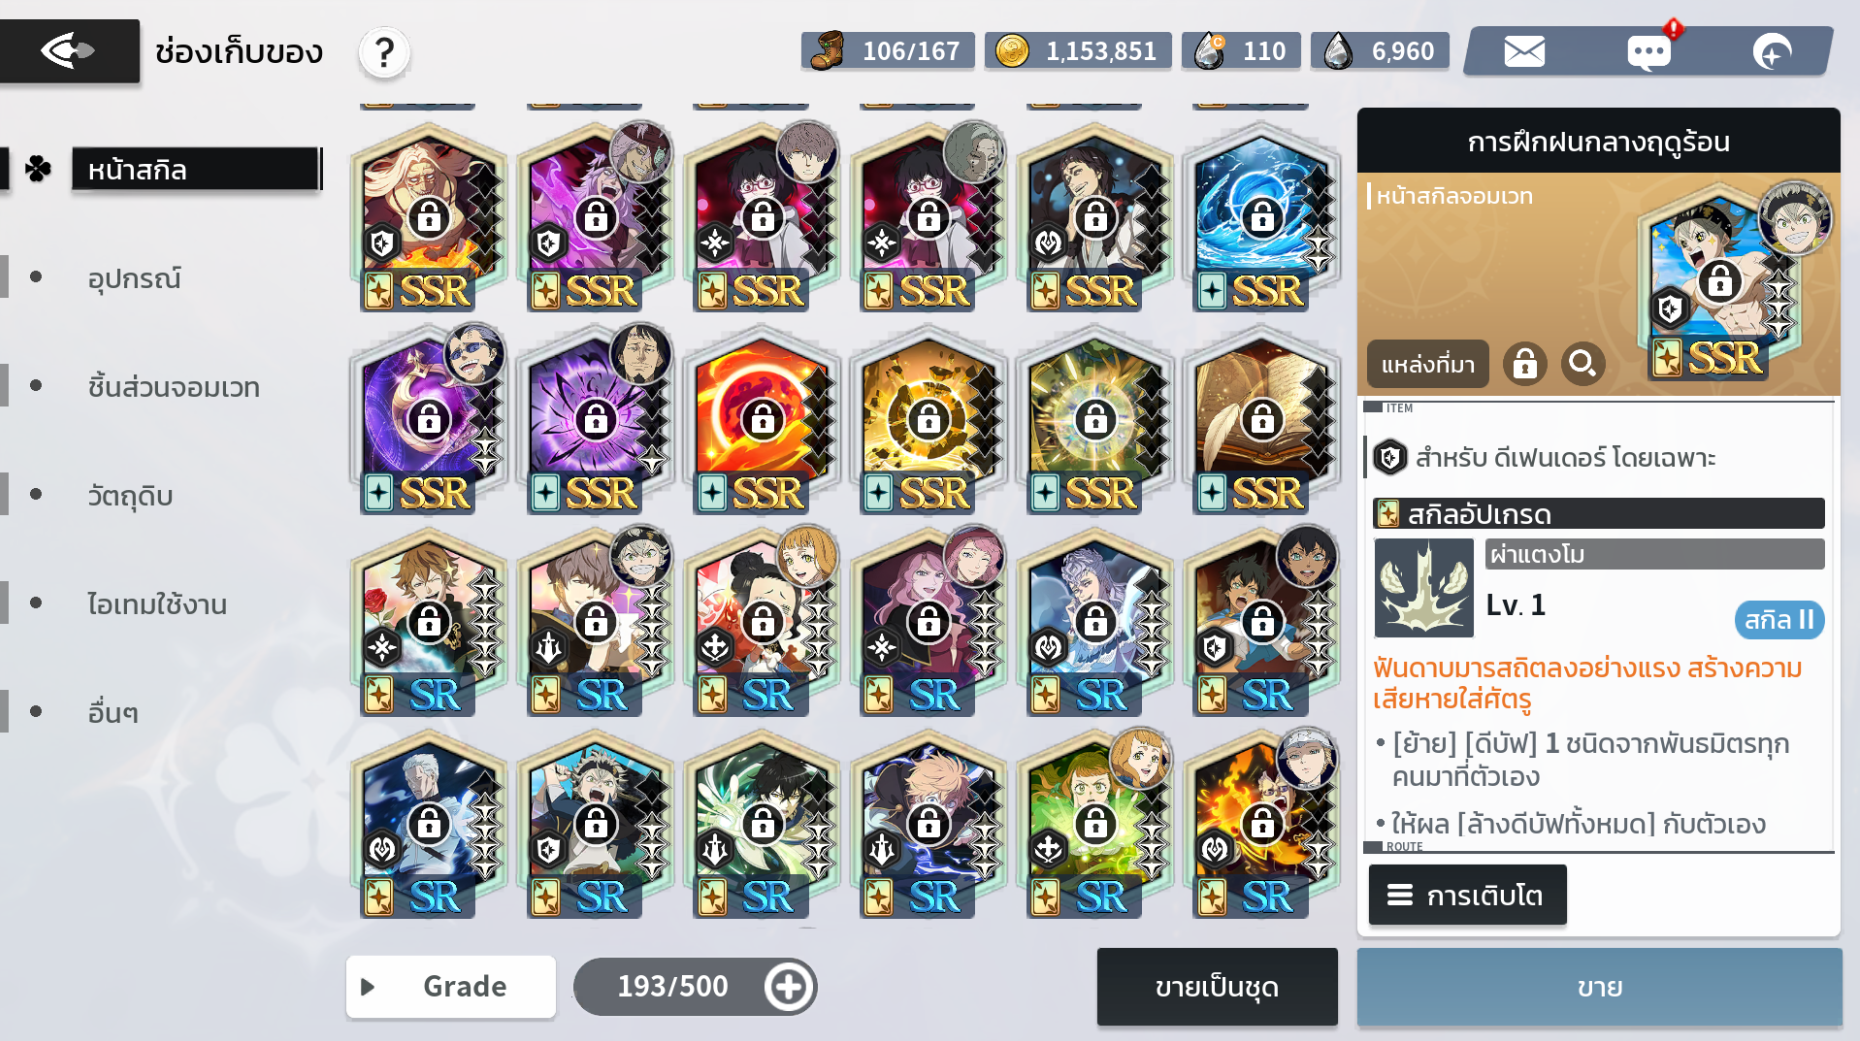 ช่องเก็บของ
?
106/167
1,153,851
110
6,960
หน้าสกิล
อุปกรณ์
ชิ้นส่วนจอมเวท
วัตถุดิบ
ไอเทมใช้งาน
อื่นๆ
SSR SSR SSR SSR SSR SSR
SSR SSR SSR SSR SSR SSR
SR SR SR SR SR SR
SR SR SR SR SR SR
Grade
193/500
ขายเป็นชุด
การฝึกฝนกลางฤดูร้อน
หน้าสกิลจอมเวท
แหล่งที่มา
SSR
ITEM
สำหรับ ดีเฟนเดอร์ โดยเฉพาะ
สกิลอัปเกรด
ผ่าแตงโม
Lv. 1
สกิล II
ฟันดาบมารสถิตลงอย่างแรง สร้างความ
เสียหายใส่ศัตรู
• [ย้าย] [ดีบัฟ] 1 ชนิดจากพันธมิตรทุก
คนมาที่ตัวเอง
• ให้ผล [ล้างดีบัฟทั้งหมด] กับตัวเอง
ROUTE
การเติบโต
ขาย